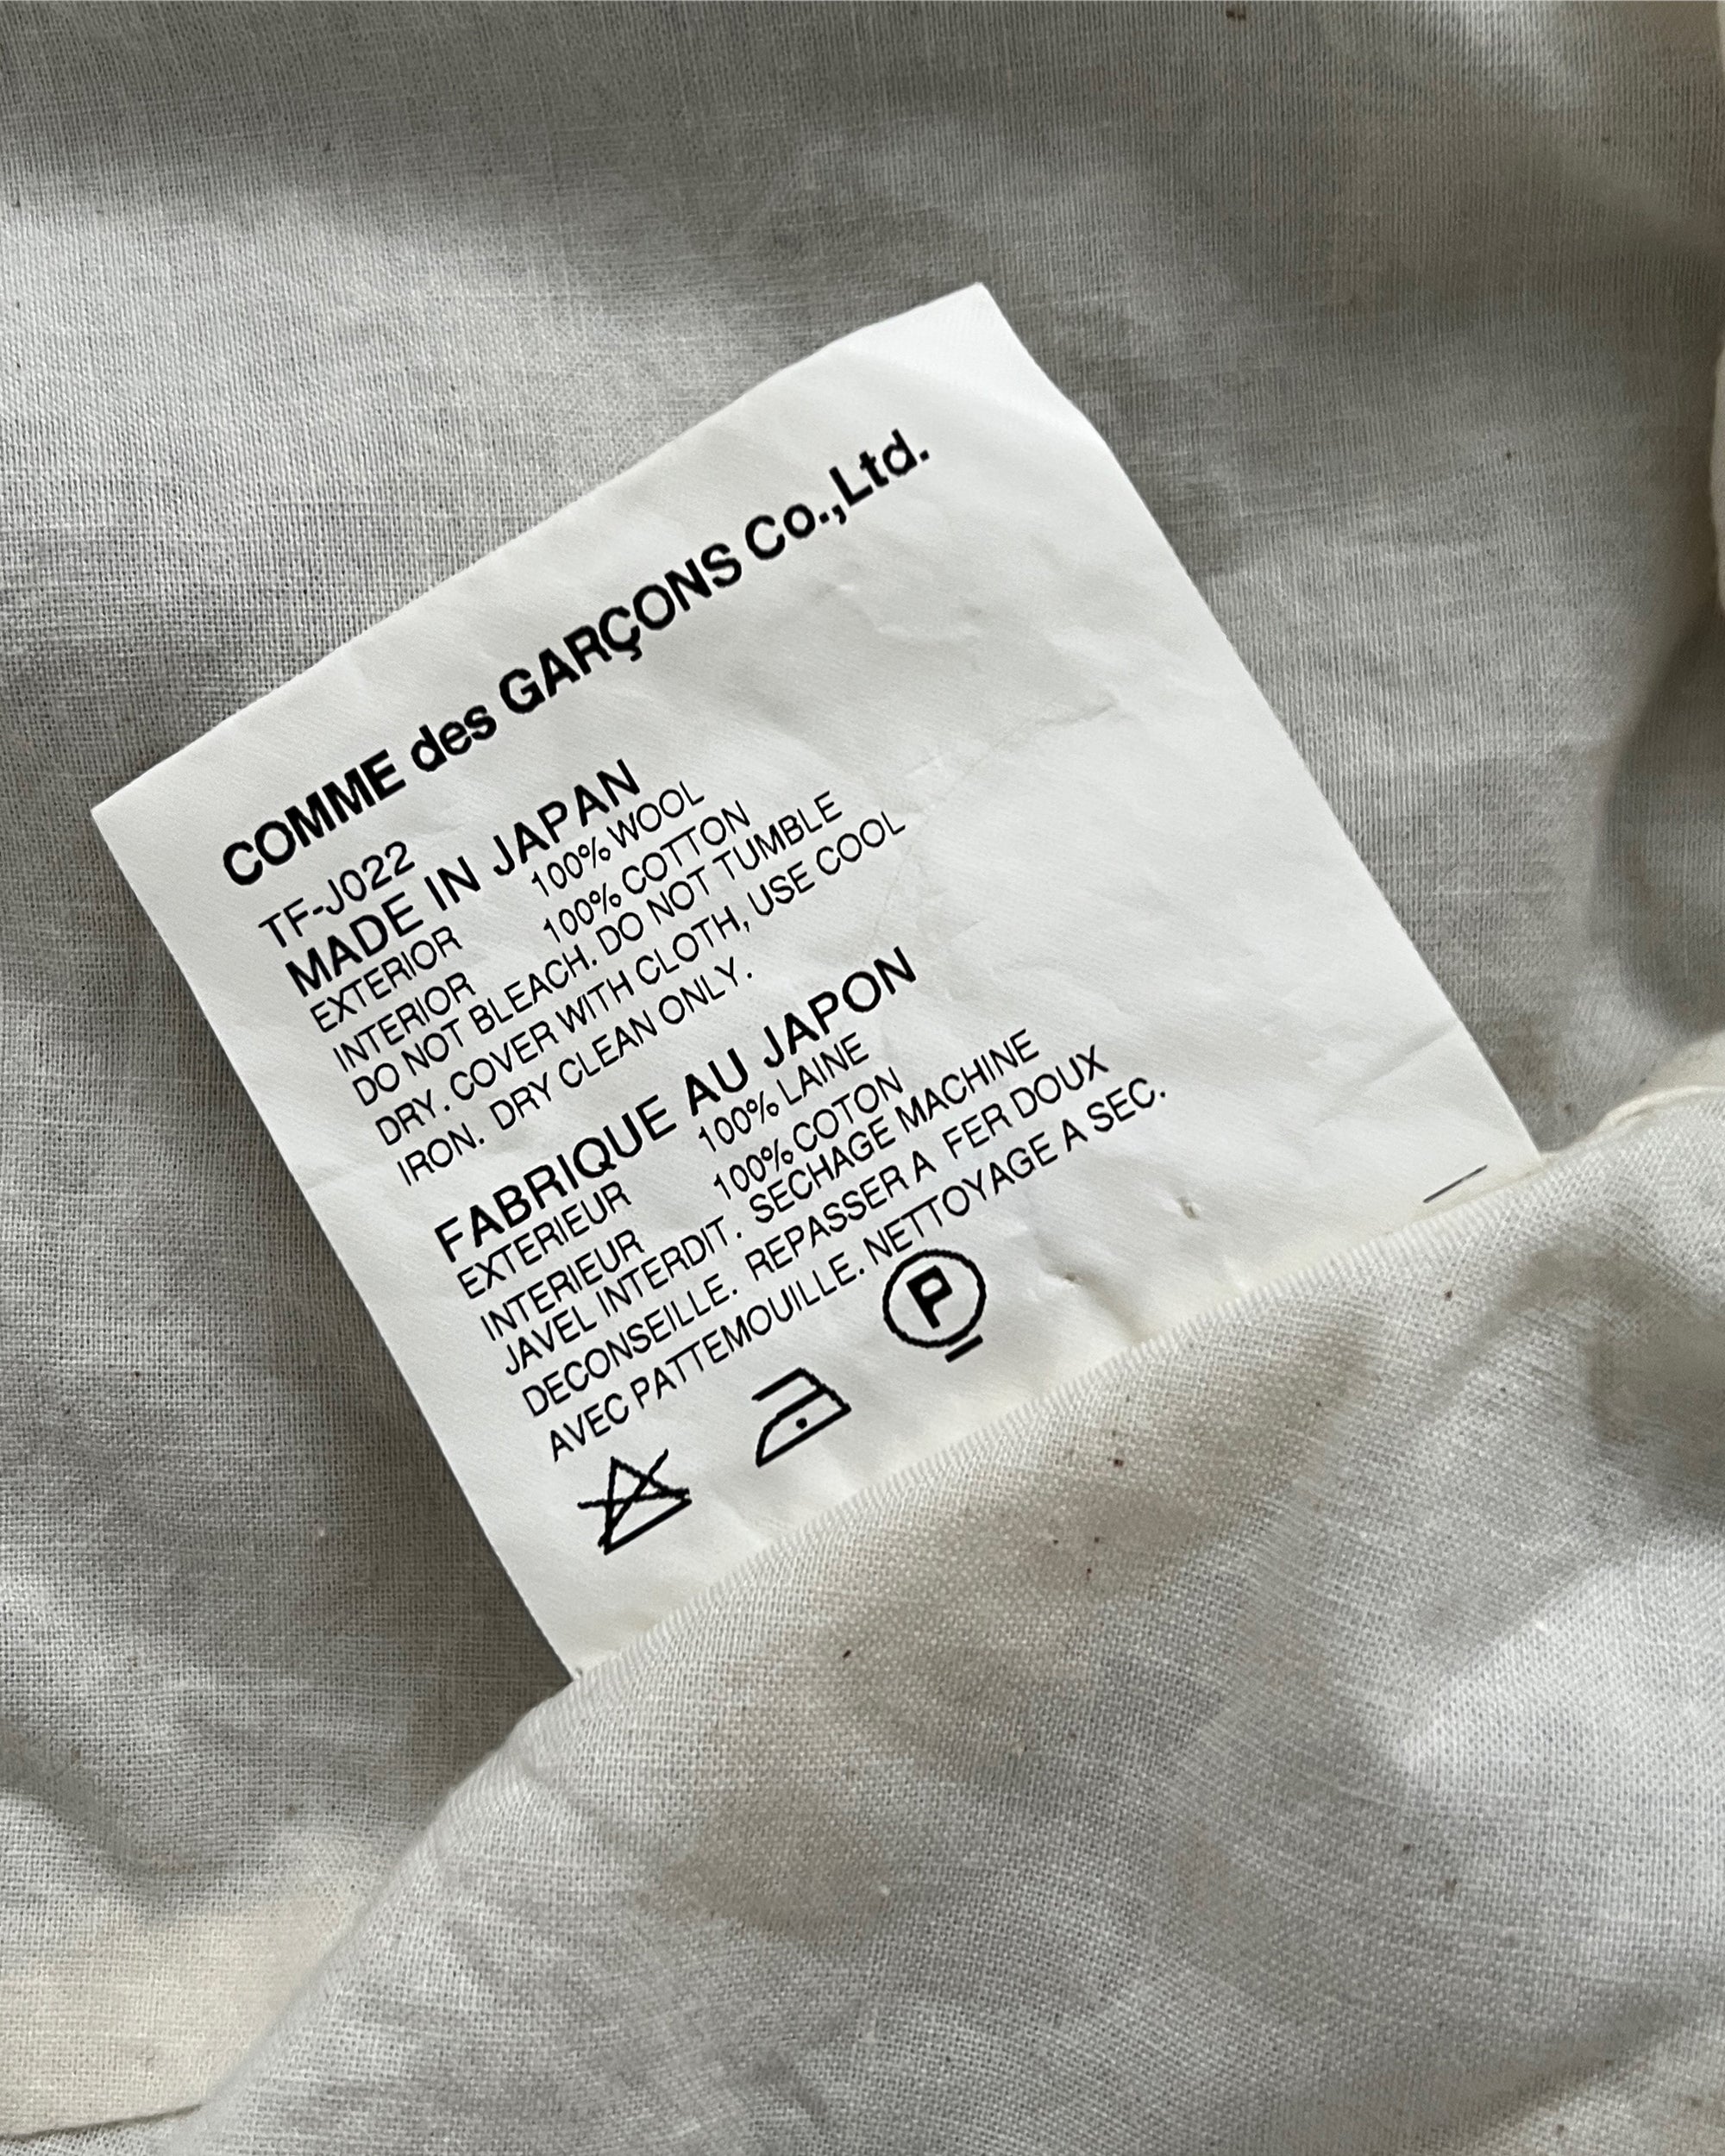 COMME des GARÇONS Co.,Ltd.
TF-J022
MADE IN JAPAN
EXTERIOR 100% WOOL
INTERIOR 100% COTTON
DO NOT BLEACH. DO NOT TUMBLE
DRY. COVER WITH CLOTH, USE COOL
IRON. DRY CLEAN ONLY.
FABRIQUE AU JAPON
EXTERIEUR 100% LAINE
INTERIEUR 100% COTON
JAVEL INTERDIT. SECHAGE MACHINE
DECONSEILLE. REPASSER A FER DOUX
AVEC PATTEMOUILLE. NETTOYAGE A SEC.
P